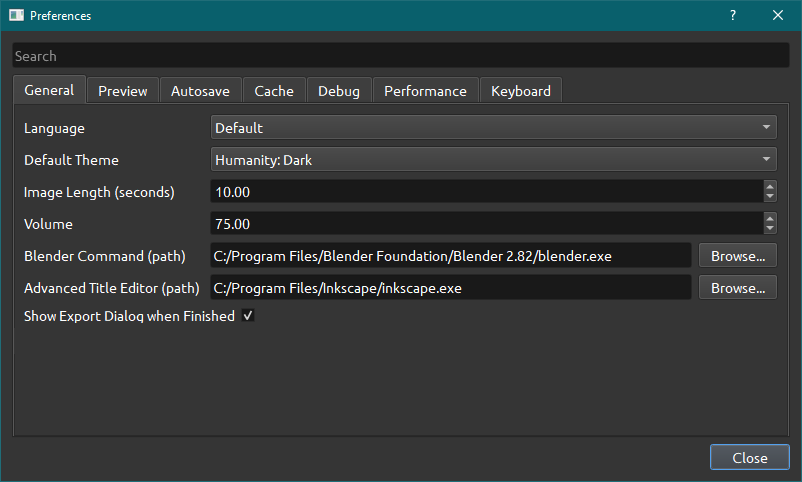 Preferences
?
Search
General Preview Autosave Cache Debug Performance Keyboard
Language Default
Default Theme Humanity: Dark
Image Length (seconds) 10.00
Volume 75.00
Blender Command (path) C:/Program Files/Blender Foundation/Blender 2.82/blender.exe Browse...
Advanced Title Editor (path) C:/Program Files/Inkscape/inkscape.exe Browse...
Show Export Dialog when Finished
Close